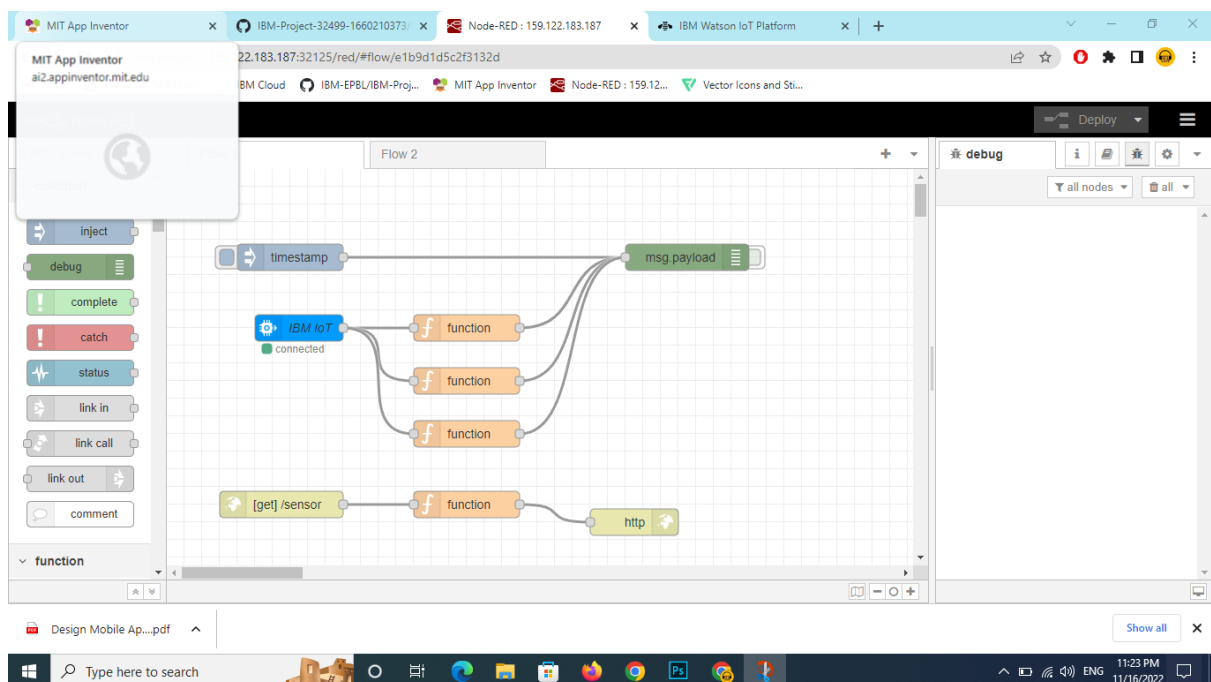 MIT App Inventor
IBM-Project-32499-1660210373/
Node-RED : 159.122.183.187
IBM Watson IoT Platform
MIT App Inventor
ai2.appinventor.mit.edu
22.183.187:32125/red/#flow/e1b9d1d5c2f3132d
BM Cloud
IBM-EPBL/IBM-Proj...
MIT App Inventor
Node-RED : 159.12...
Vector Icons and Sti...
Deploy
Flow 2
debug
all nodes
all
inject
debug
complete
catch
status
link in
link call
link out
comment
function
timestamp
msg.payload
IBM IoT
connected
function
function
function
[get] /sensor
function
http
Design Mobile Ap....pdf
Show all
Type here to search
Ps
ENG
11:23 PM
11/16/2022